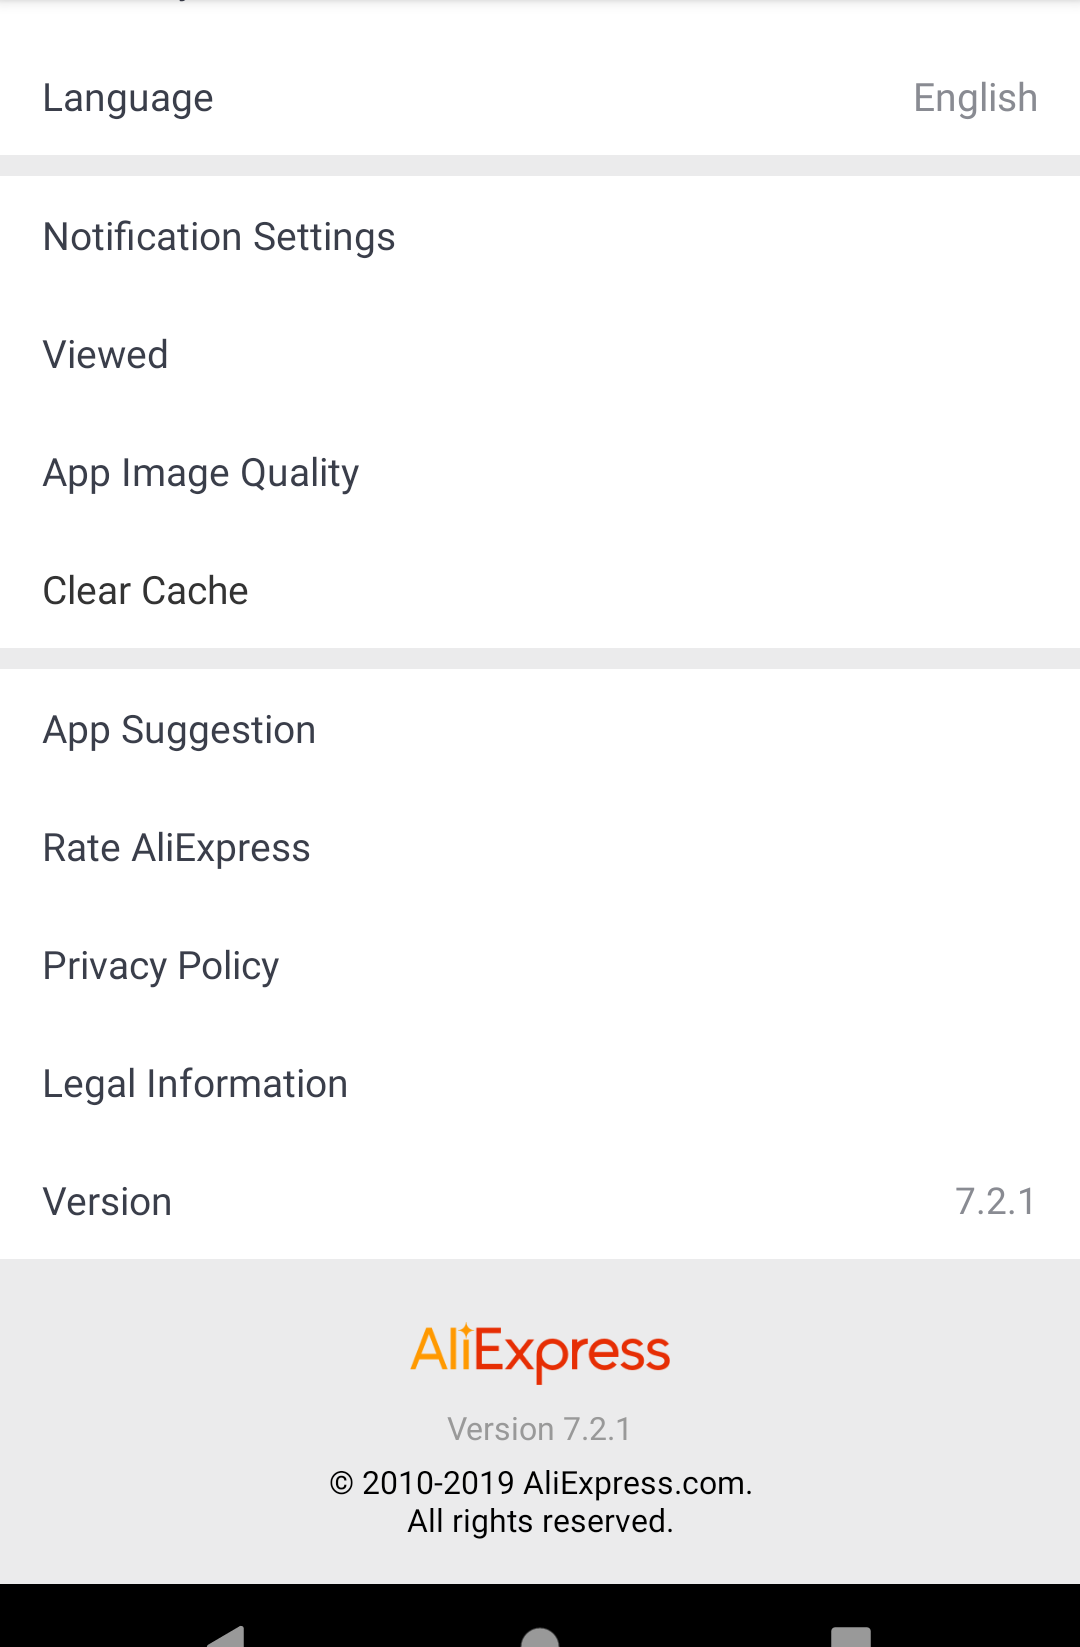 Language English
Notification Settings
Viewed
App Image Quality
Clear Cache
App Suggestion
Rate AliExpress
Privacy Policy
Legal Information
Version 7.2.1
AliExpress
Version 7.2.1
© 2010-2019 AliExpress.com.
All rights reserved.